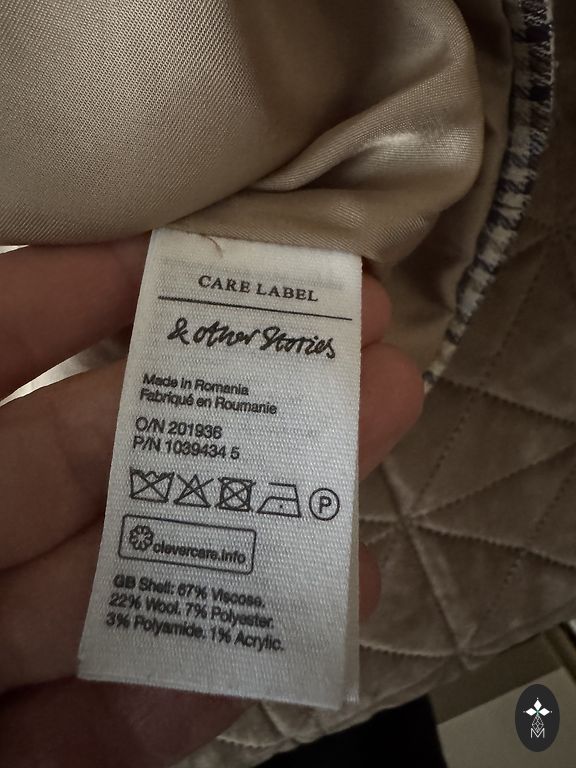 CARE LABEL
& other Stories
Made in Romania
Fabriqué en Roumanie
O/N 201936
P/N 1039434 5
P
clevercare.info
GB Shell: 67% Viscose.
22% Wool. 7% Polyester.
3% Polyamide. 1% Acrylic.
M